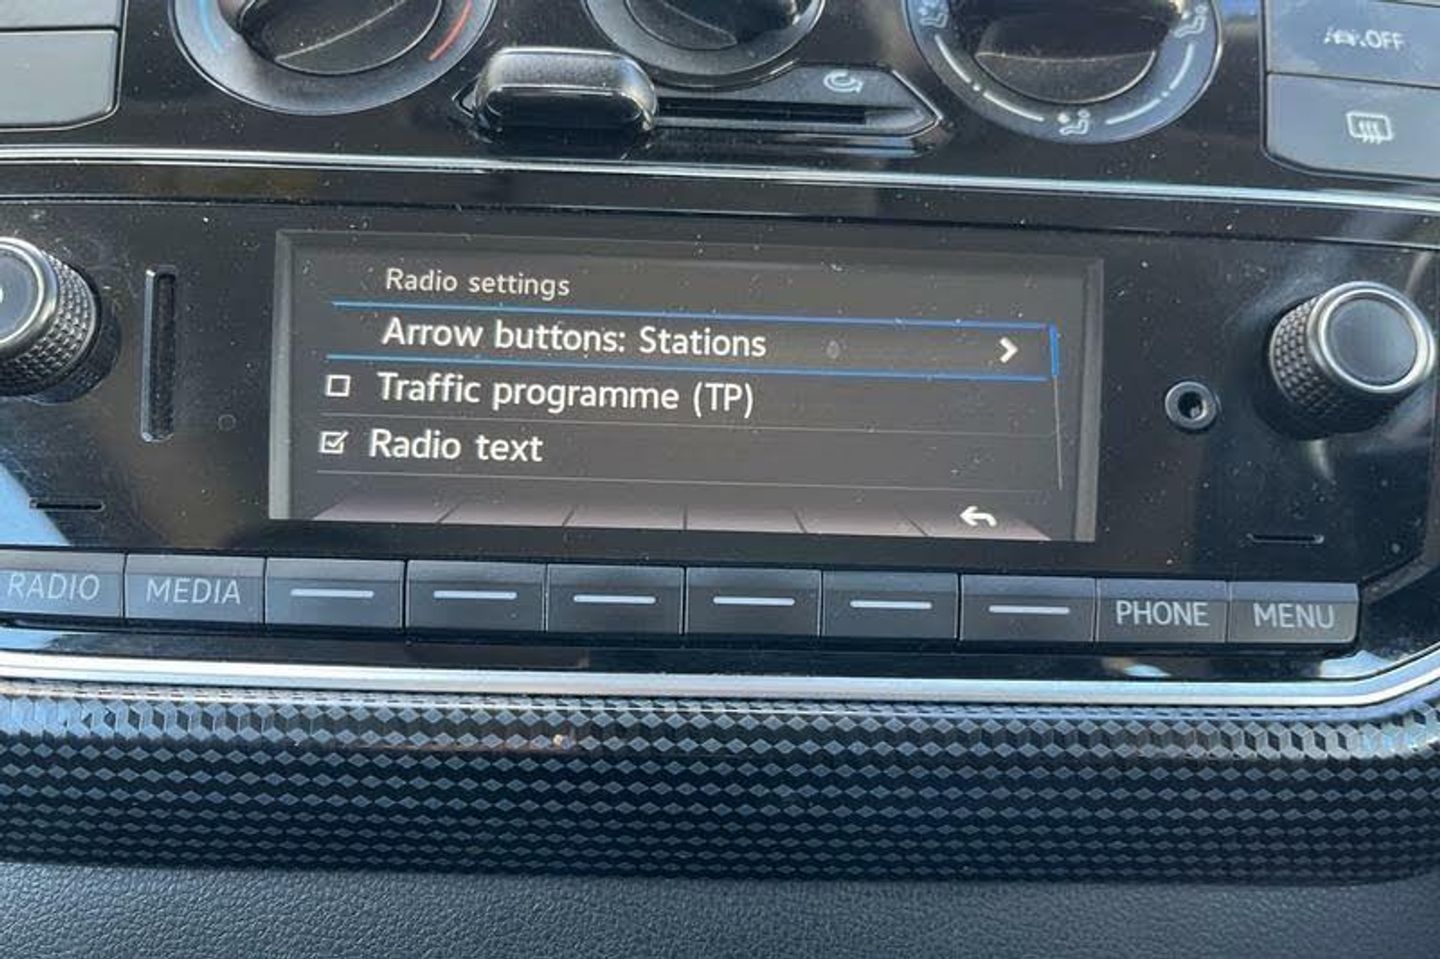 OFF
Radio settings
Arrow buttons: Stations
Traffic programme (TP)
Radio text
RADIO MEDIA PHONE MENU